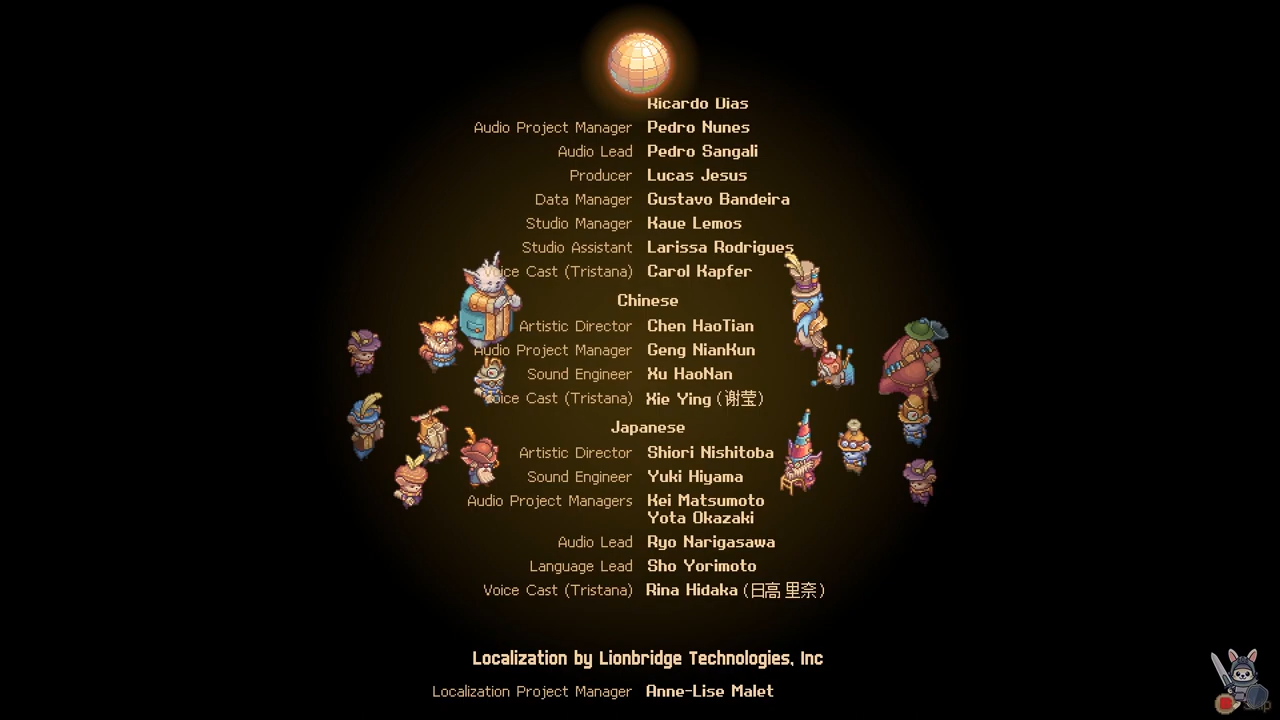 Ricardo Dias
Audio Project Manager Pedro Nunes
Audio Lead Pedro Sangali
Producer Lucas Jesus
Data Manager Gustavo Bandeira
Studio Manager Kaue Lemos
Studio Assistant Larissa Rodrigues
Voice Cast (Tristana) Carol Kapfer
Chinese
Artistic Director Chen HaoTian
Audio Project Manager Geng NianKun
Sound Engineer Xu HaoNan
Voice Cast (Tristana) Xie Ying (谢莹)
Japanese
Artistic Director Shiori Nishitoba
Sound Engineer Yuki Hiyama
Audio Project Managers Kei Matsumoto
Yota Okazaki
Audio Lead Ryo Narigasawa
Language Lead Sho Yorimoto
Voice Cast (Tristana) Rina Hidaka (日高 里奈)
Localization by Lionbridge Technologies, Inc
Localization Project Manager Anne-Lise Malet